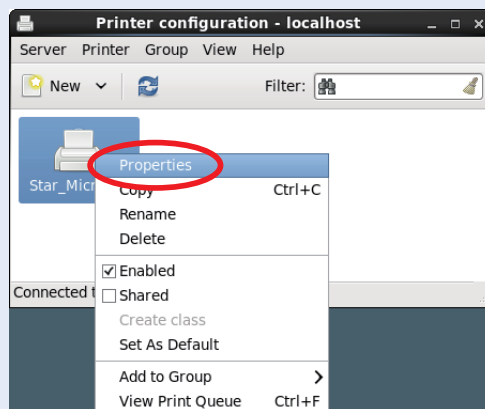 Printer configuration - localhost
Server Printer Group View Help
New Filter:
Properties
Star_Micr
Copy Ctrl+C
Rename
Delete
Enabled
Connected t
Shared
Create class
Set As Default
Add to Group
View Print Queue Ctrl+F